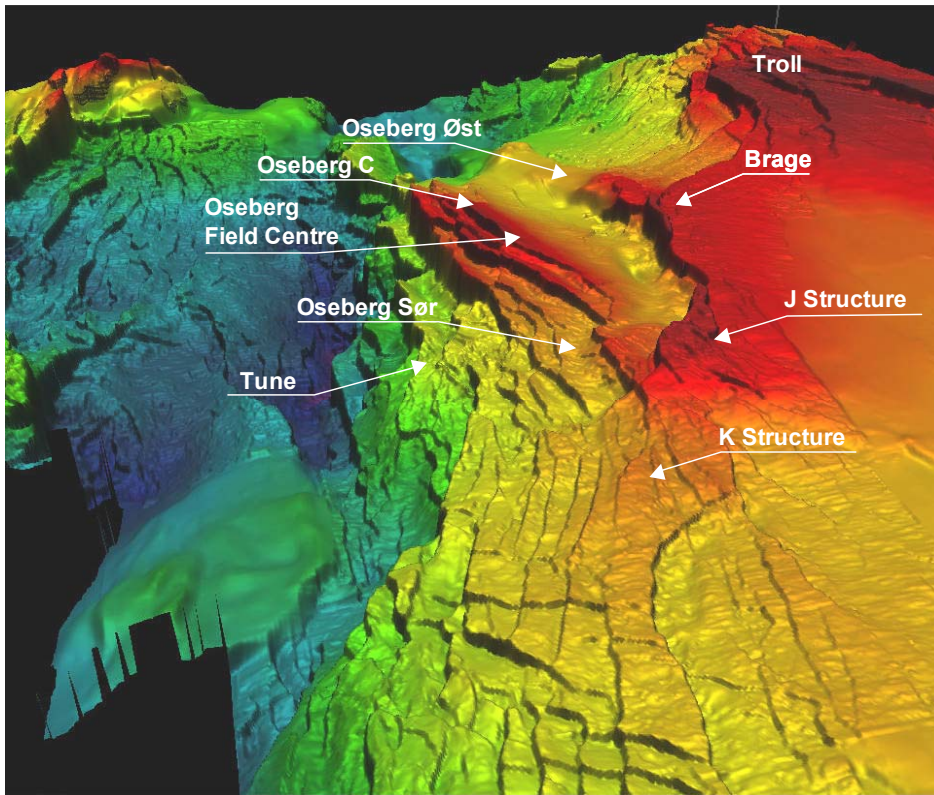 Troll
Oseberg Øst
Brage
Oseberg C
Oseberg
Field Centre
J Structure
Oseberg Sør
Tune
K Structure